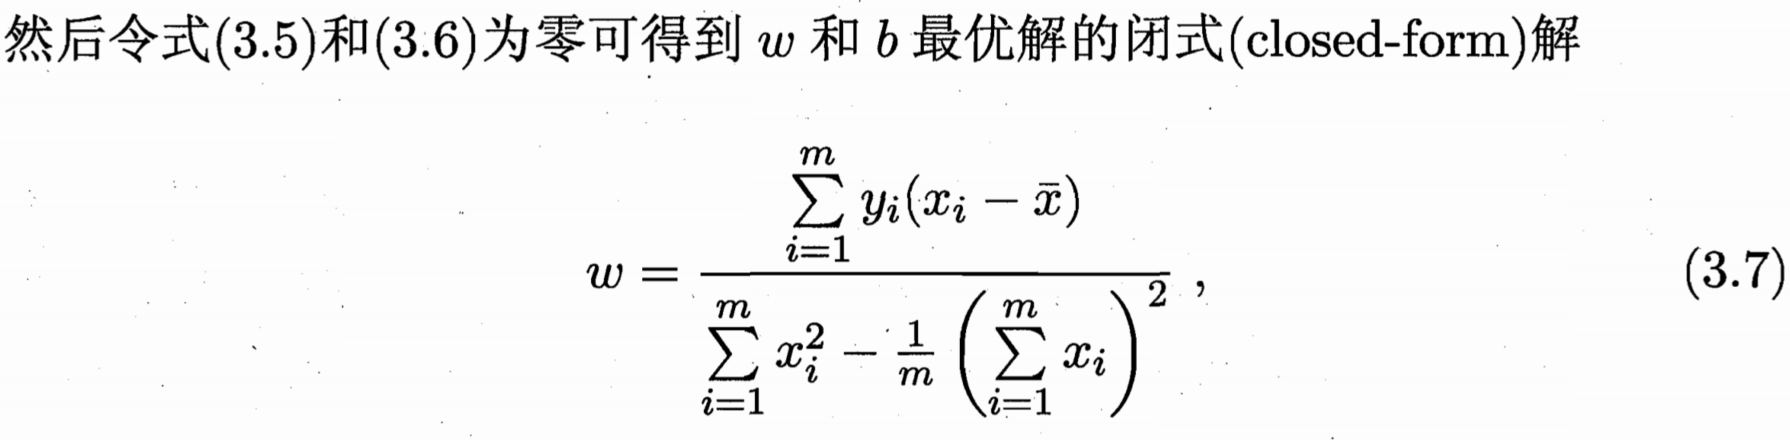 然后令式(3.5)和(3.6)为零可得到 w 和 b 最优解的闭式(closed-form)解
w = \frac{\sum_{i=1}^{m} y_i(x_i - \bar{x})}{\sum_{i=1}^{m} x_i^2 - \frac{1}{m} \left( \sum_{i=1}^{m} x_i \right)^2} , (3.7)